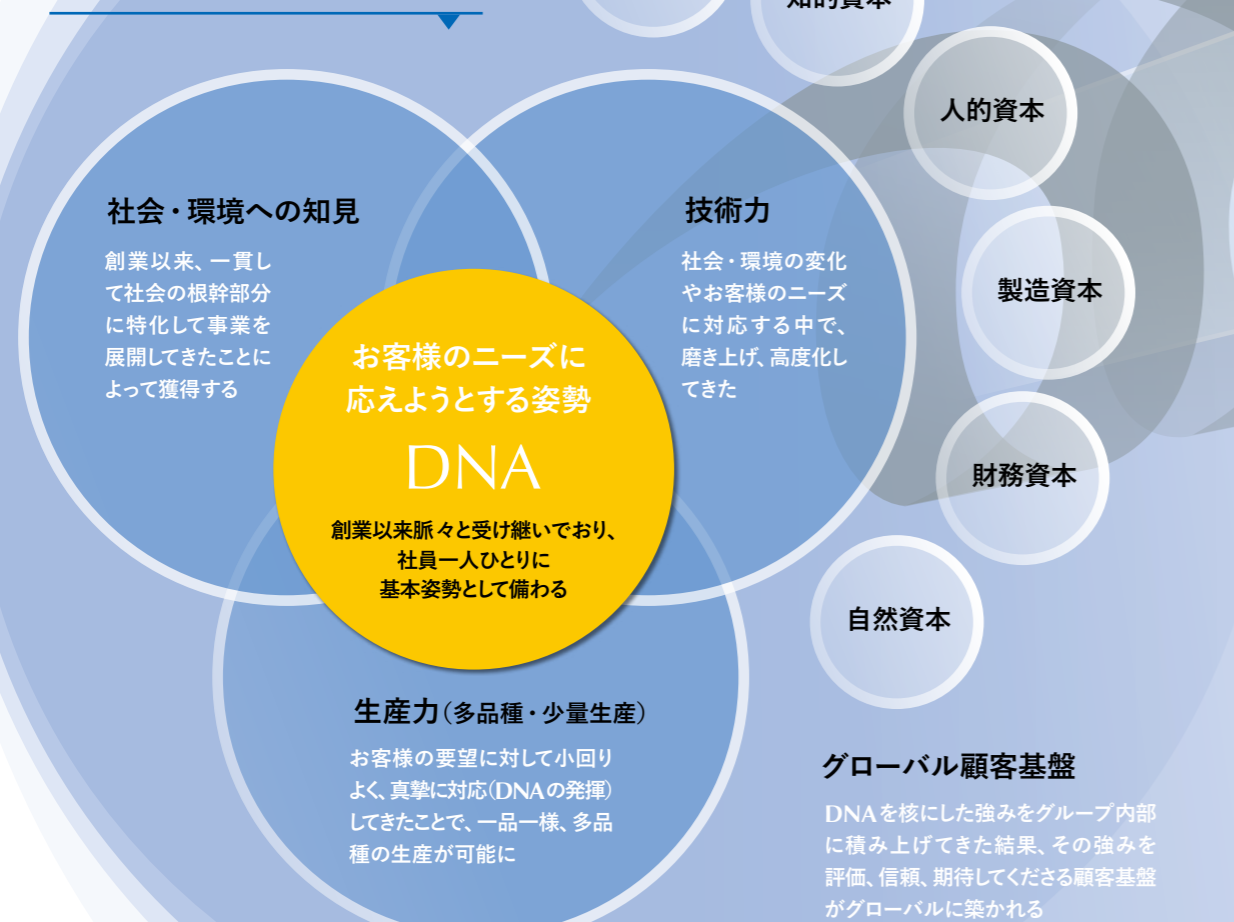 知的資本
人的資本
製造資本
財務資本
自然資本
社会・環境への知見
創業以来、一貫し
て社会の根幹部分
に特化して事業を
展開してきたことに
よって獲得する
技術力
社会・環境の変化
やお客様のニーズ
に対応する中で、
磨き上げ、高度化し
てきた
お客様のニーズに
応えようとする姿勢
DNA
創業以来脈々と受け継いでおり、
社員一人ひとりに
基本姿勢として備わる
生産力(多品種・少量生産)
お客様の要望に対して小回り
よく、真摯に対応(DNAの発揮)
してきたことで、一品一様、多品
種の生産が可能に
グローバル顧客基盤
DNAを核にした強みをグループ内部
に積み上げてきた結果、その強みを
評価、信頼、期待してくださる顧客基盤
がグローバルに築かれる